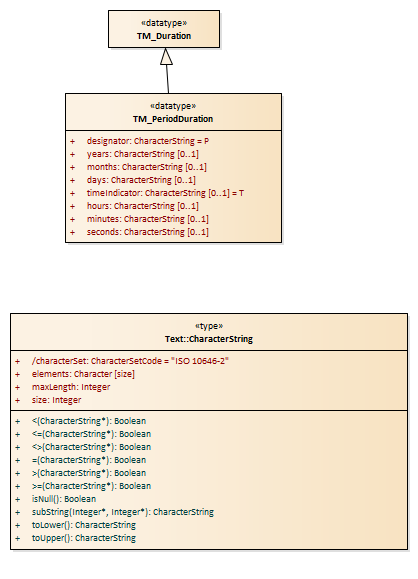 «datatype»
TM_Duration
«datatype»
TM_PeriodDuration
+ designator: CharacterString = P
+ years: CharacterString [0..1]
+ months: CharacterString [0..1]
+ days: CharacterString [0..1]
+ timeIndicator: CharacterString [0..1] = T
+ hours: CharacterString [0..1]
+ minutes: CharacterString [0..1]
+ seconds: CharacterString [0..1]
«type»
Text::CharacterString
+ /characterSet: CharacterSetCode = "ISO 10646-2"
+ elements: Character [size]
+ maxLength: Integer
+ size: Integer
+ <(CharacterString*): Boolean
+ <=(CharacterString*): Boolean
+ <>(CharacterString*): Boolean
+ =(CharacterString*): Boolean
+ >(CharacterString*): Boolean
+ >=(CharacterString*): Boolean
+ isNull(): Boolean
+ subString(Integer*, Integer*): CharacterString
+ toLower(): CharacterString
+ toUpper(): CharacterString